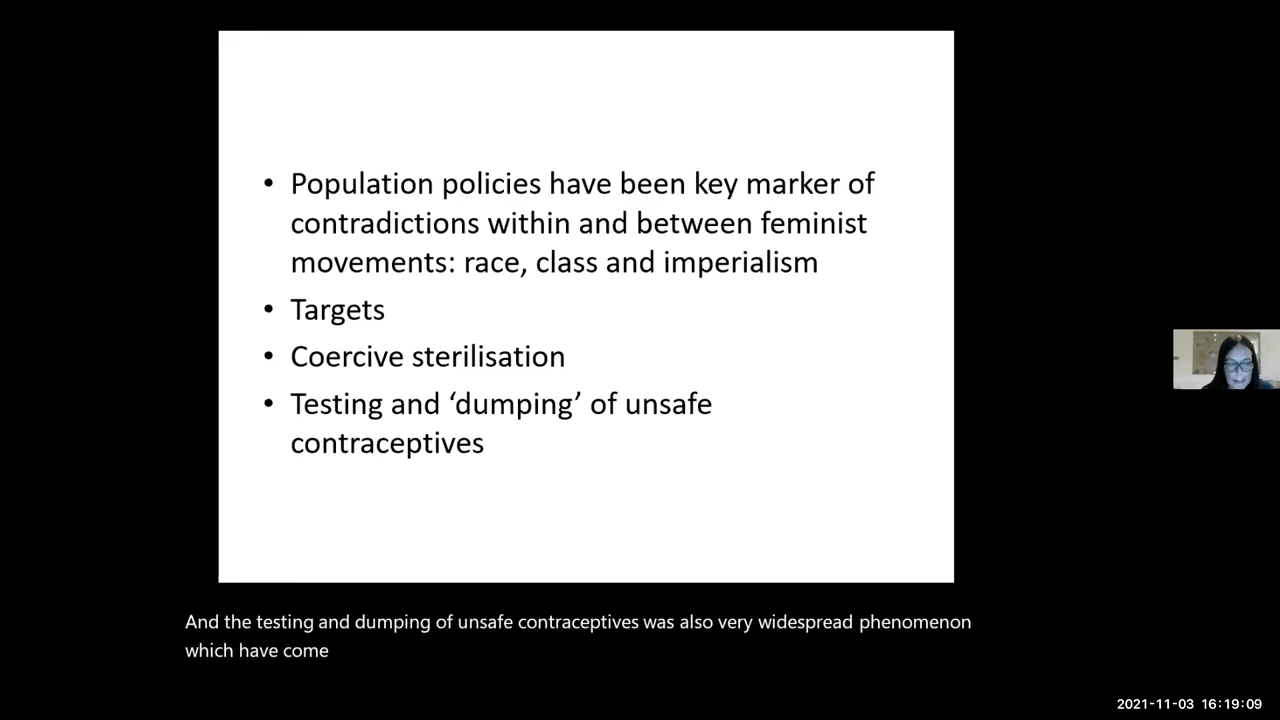 • Population policies have been key marker of
contradictions within and between feminist
movements: race, class and imperialism
• Targets
• Coercive sterilisation
• Testing and ‘dumping’ of unsafe
contraceptives
And the testing and dumping of unsafe contraceptives was also very widespread phenomenon
which have come
2021-11-03 16:19:09